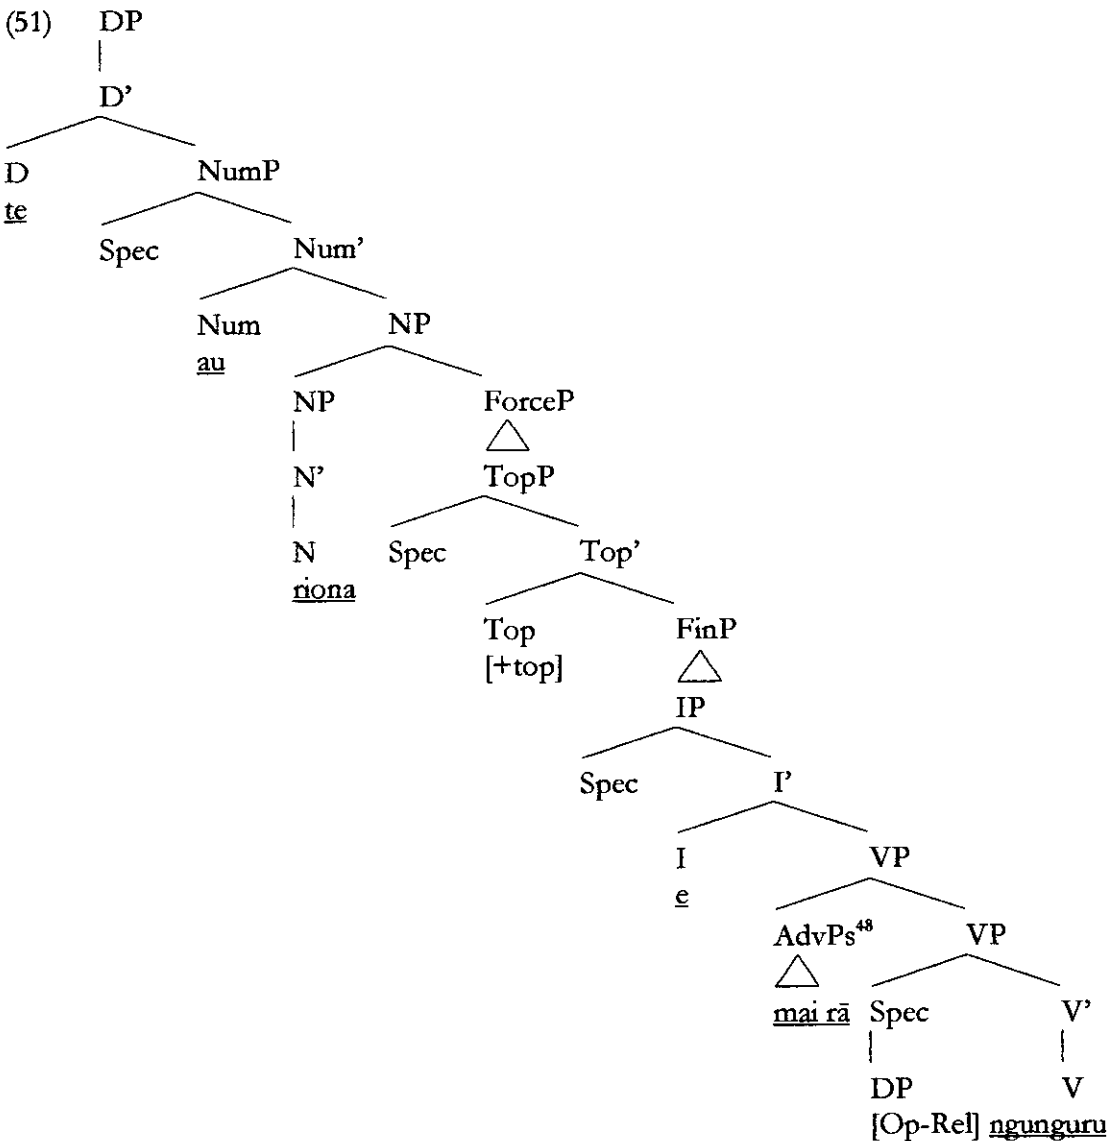 (51) DP
D'
D NumP
te
Spec Num'
Num NP
au
NP ForceP
N' TopP
N Spec Top'
riona
Top FinP
[+top]
IP
Spec I'
I VP
e
AdvPs⁴⁸ VP
mai rā Spec V'
DP V
[Op-Rel] ngunguru